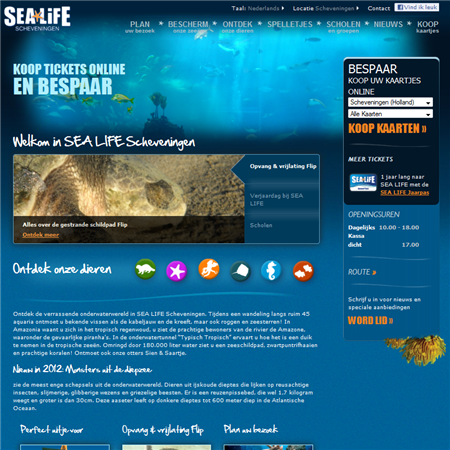 SEA LIFE
SCHEVENINGEN
Taal: Nederlands > Locatie: Scheveningen > Contact Vind ik leuk
PLAN BESCHERM ONTDEK SPELLETJES SCHOLEN NIEUWS KOOP
uw bezoek onze zeeën en groepen kaartjes
KOOP TICKETS ONLINE
EN BESPAAR
BESPAAR
KOOP UW KAARTJES
ONLINE
Scheveningen (Holland)
Alle Kaarten
KOOP KAARTEN »
MEER TICKETS
SEA LIFE
1 jaar lang naar
SEA LIFE met de
SEA LIFE Jaarpas
OPENINGSUREN
Dagelijks 10.00 - 18.00
Kassa
dicht 17.00
ROUTE »
Schrijf u in voor nieuws en
speciale aanbiedingen
WORD LID »
Welkom in SEA LIFE Scheveningen
Opvang & vrijlating Flip
Verjaardag bij SEA
LIFE
Scholen
Alles over de gestrande schildpad Flip
Ontdek meer
Ontdek onze dieren
Ontdek de verrassende onderwaterwereld in SEA LIFE Scheveningen. Tijdens een wandeling langs ruim 45
aquaria ontmoet u bekende vissen als de kabeljauw en de kreeft, maar ook roggen en zeesterren! In
Amazonia waant u zich in het tropisch regenwoud, u ziet de prachtige bewoners van de rivier de Amazone,
waaronder de gevaarlijke piranha's. In de onderwatertunnel "Typisch Tropisch" ervaart u hoe het is een duik
te nemen in de tropische zeeën. Omringd door 180.000 liter water ziet u een zeeschildpad, zwartpuntrifhaaien
en prachtige koralen! Ontmoet ook onze otters Sien & Saartje.
Nieuw in 2012: Monsters uit de diepzee
zie de meest enge schepsels uit de onderwaterwereld. Dieren uit ijskoude dieptes die lijken op reusachtige
insecten, slijmerige, glibberige wezens en griezelige beesten. Er is een reuzenpissebed, die wel 1,7 kilogram
weegt en groter is dan 30cm. Deze aaseter leeft op donkere dieptes tot 600 meter diep in de Atlantische
Oceaan.
Perfect uitje voor Opvang & vrijlating Flip Plan uw bezoek